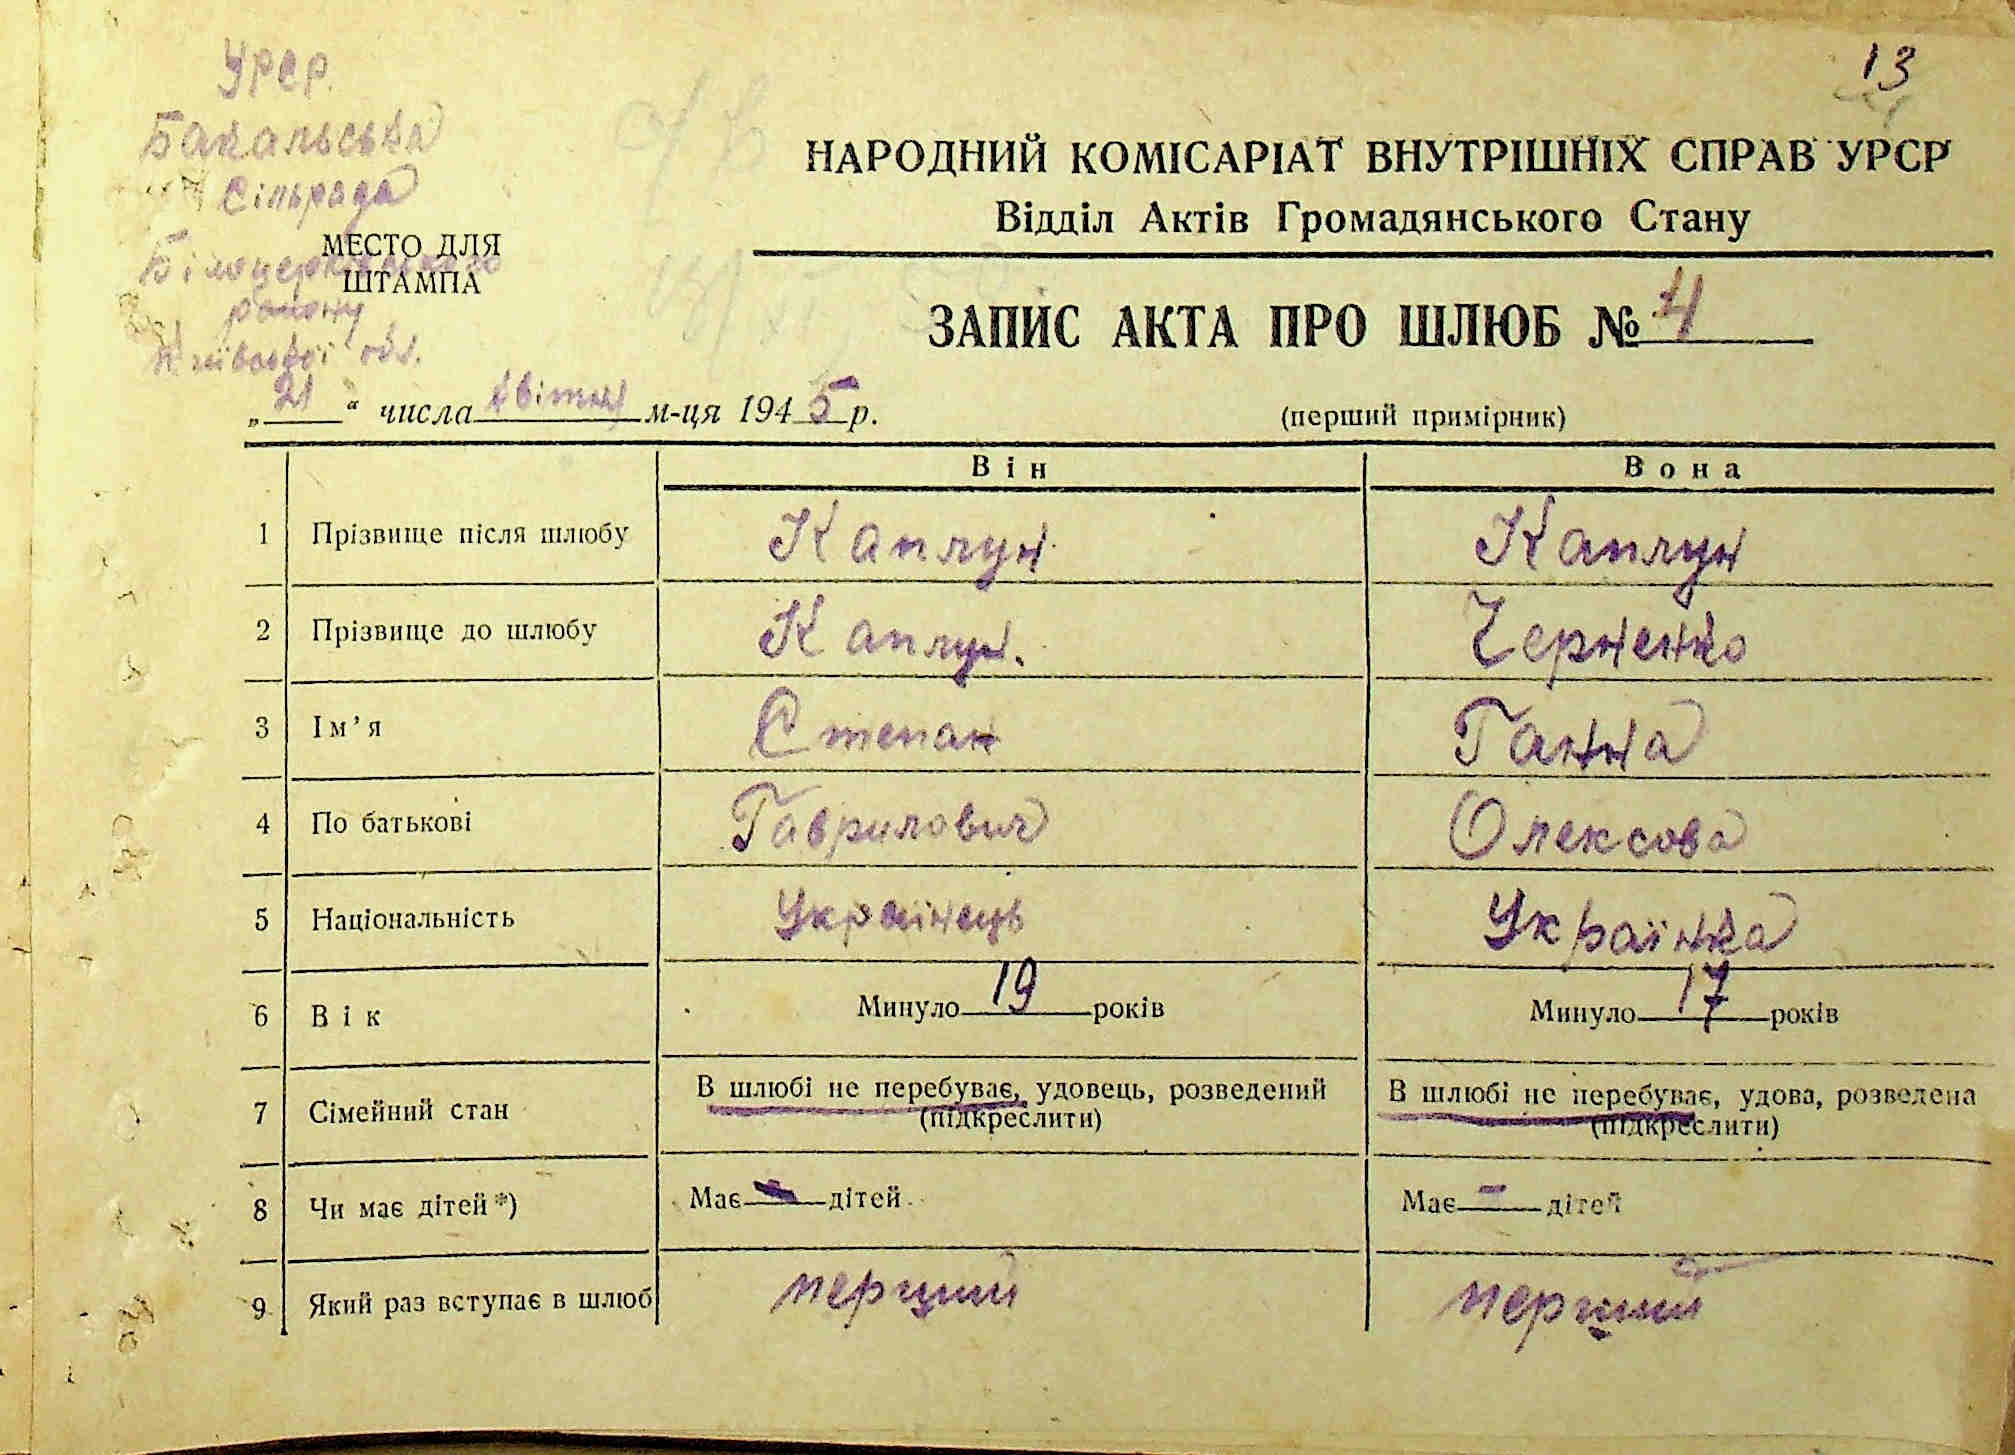 13
УРСР.
Бакальська
Сільрада
Білоцерківського
району
Київської обл.
МЕСТО ДЛЯ
ШТАМПА
НАРОДНИЙ КОМІСАРІАТ ВНУТРІШНІХ СПРАВ УРСР
Відділ Актів Громадянського Стану
ЗАПИС АКТА ПРО ШЛЮБ № 4
„21“ числа квітня м-ця 1945 р.
(перший примірник)
Він Вона
1 Прізвище після шлюбу Каплун Каплун
2 Прізвище до шлюбу Каплун. Черненко
3 Ім'я Степан Ганна
4 По батькові Гаврилович Олексова
5 Національність Українець Українка
6 Вік Минуло 19 років Минуло 17 років
7 Сімейний стан В шлюбі не перебуває, удовець, розведений В шлюбі не перебуває, удова, розведена
(підкреслити) (підкреслити)
8 Чи має дітей*) Має - дітей Має - дітей
9 Який раз вступає в шлюб перший перший